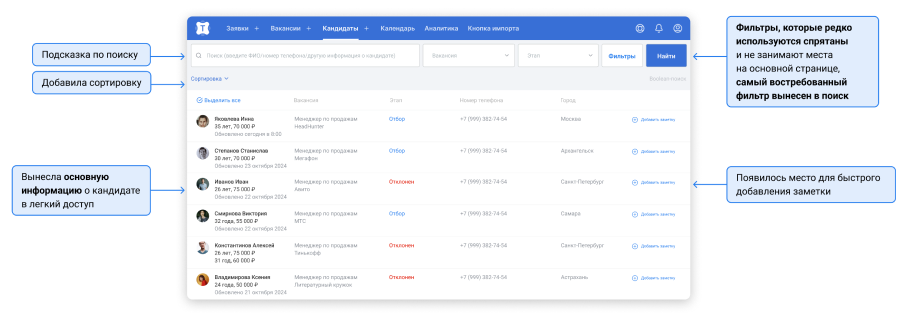 Заявки + Вакансии + Кандидаты + Календарь Аналитика Кнопка импорта
Подсказка по поиску
Поиск (введите ФИО/номер телефона/другую информацию о кандидате) Вакансия Этап Фильтры Найти
Добавила сортировку
Сортировка
Выделить все Вакансия Этап Номер телефона Город
Яковлева Инна Менеджер по продажам Отбор +7 (999) 382-74-54 Москва Добавить заметку
35 лет, 70 000 ₽ HeadHunter
Обновлено сегодня в 8:00
Степанов Станислав Менеджер по продажам Отбор +7 (999) 382-74-54 Архангельск Добавить заметку
30 лет, 70 000 ₽ Мегафон
Обновлено 23 октября 2024
Иванов Иван Менеджер по продажам Отклонен +7 (999) 382-74-54 Санкт-Петербург Добавить заметку
26 лет, 75 000 ₽ Авито
Обновлено 22 октября 2024
Смирнова Виктория Менеджер по продажам Отбор +7 (999) 382-74-54 Самара Добавить заметку
32 года, 55 000 ₽ МТС
Обновлено 22 октября 2024
Константинов Алексей Менеджер по продажам Отклонен +7 (999) 382-74-54 Санкт-Петербург Добавить заметку
26 лет, 75 000 ₽ Тинькофф
31 год, 60 000 ₽
Владимирова Ксения Менеджер по продажам Отклонен +7 (999) 382-74-54 Астрахань Добавить заметку
24 года, 50 000 ₽ Литературный кружок
Обновлено 21 октября 2024
Вынесла основную
информацию о кандидате
в легкий доступ
Фильтры, которые редко
используются спрятаны
и не занимают места
на основной странице,
самый востребованный
фильтр вынесен в поиск
Появилось место для быстрого
добавления заметки